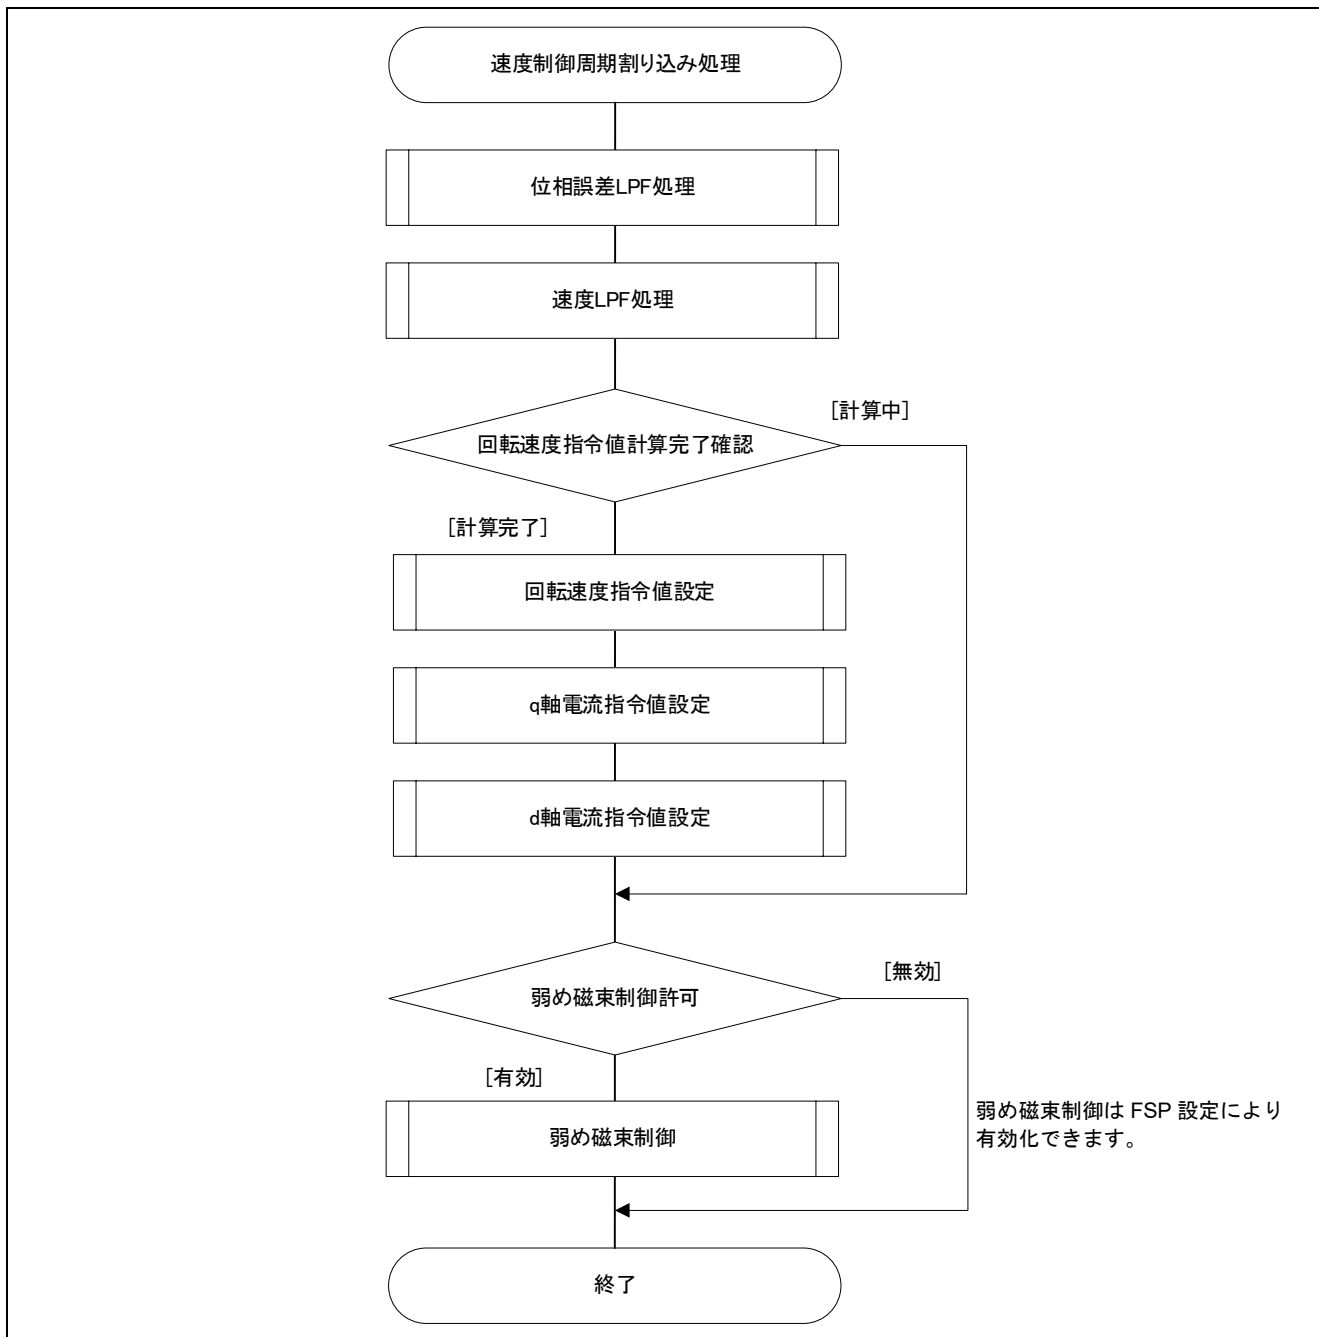 速度制御周期割り込み処理
位相誤差LPF処理
速度LPF処理
[計算中]
回転速度指令値計算完了確認
[計算完了]
回転速度指令値設定
q軸電流指令値設定
d軸電流指令値設定
[無効]
弱め磁束制御許可
[有効]
弱め磁束制御は FSP 設定により
有効化できます。
弱め磁束制御
終了